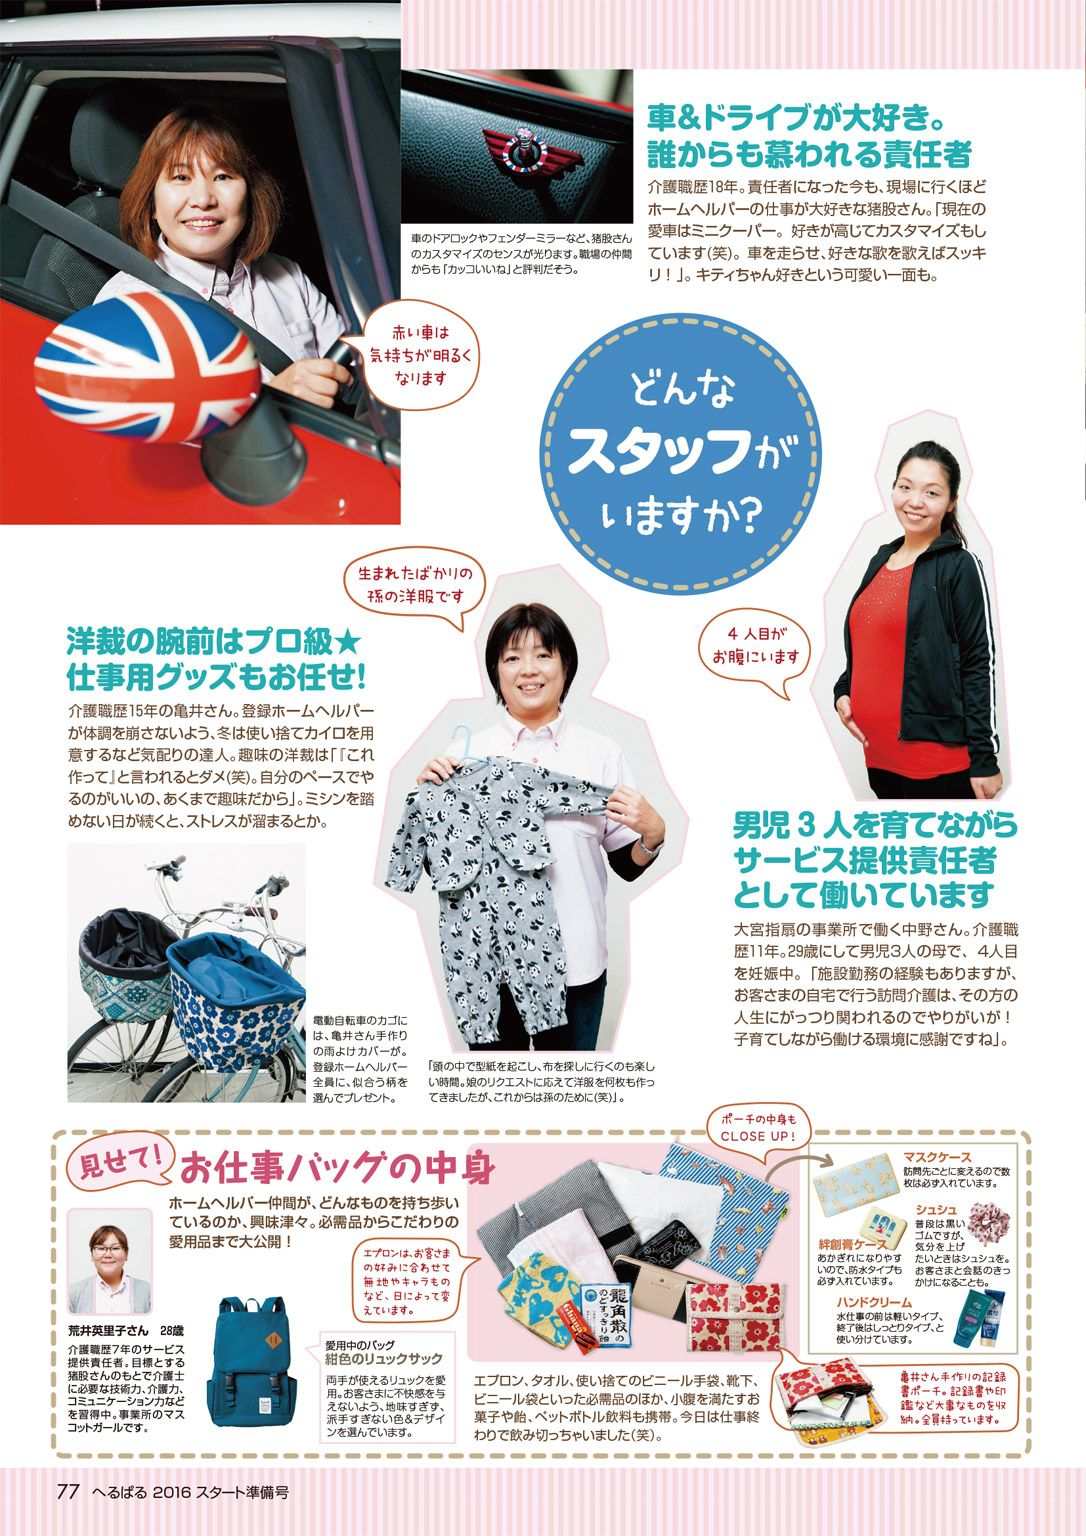 車&ドライブが大好き。
誰からも慕われる責任者
介護職歴18年。責任者になった今も、現場に行くほど
ホームヘルパーの仕事が大好きな猪股さん。「現在の
愛車はミニクーパー。好きが高じてカスタマイズもし
ています(笑)。車を走らせ、好きな歌を歌えばスッキ
リ!」。キティちゃん好きという可愛い一面も。
車のドアロックやフェンダーミラーなど、猪股さん
のカスタマイズのセンスが光ります。職場の仲間
からも「カッコいいね」と評判だそう。
赤い車は
気持ちが明るく
なります
どんな
スタッフが
いますか?
生まれたばかりの
孫の洋服です
洋裁の腕前はプロ級★
仕事用グッズもお任せ!
介護職歴15年の亀井さん。登録ホームヘルパー
が体調を崩さないよう、冬は使い捨てカイロを用
意するなど気配りの達人。趣味の洋裁は「『これ
作って』と言われるとダメ(笑)。自分のペースでや
るのがいいの、あくまで趣味だから」。ミシンを踏
めない日が続くと、ストレスが溜まるとか。
電動自転車のカゴに
は、亀井さん手作り
の雨よけカバーが。
登録ホームヘルパー
全員に、似合う柄を
選んでプレゼント。
「頭の中で型紙を起こし、布を探しに行くのも楽し
い時間。娘のリクエストに応えて洋服を何枚も作っ
てきましたが、これからは孫のために(笑)」。
4人目が
お腹にいます
男児3人を育てながら
サービス提供責任者
として働いています
大宮指扇の事業所で働く中野さん。介護職
歴11年。29歳にして男児3人の母で、4人目
を妊娠中。「施設勤務の経験もありますが、
お客さまの自宅で行う訪問介護は、その方の
人生にがっつり関われるのでやりがいが!
子育てしながら働ける環境に感謝ですね」。
見せて!
お仕事バッグの中身
ホームヘルパー仲間が、どんなものを持ち歩い
ているのか、興味津々。必需品からこだわりの
愛用品まで大公開!
荒井英里子さん 28歳
介護職歴7年のサービス
提供責任者。目標とする
猪股さんのもとで介護士
に必要な技術力、介護力、
コミュニケーション力など
を習得中。事業所のマス
コットガールです。
愛用中のバッグ
紺色のリュックサック
両手が使えるリュックを愛
用。お客さまに不快感を与
えないよう、地味すぎず、
派手すぎない色&デザイ
ンを選んでいます。
エプロンは、お客さま
の好みに合わせて
無地やキャラもの
など、日によって変
えています。
龍角散
のどすっきり飴
Ghana
エプロン、タオル、使い捨てのビニール手袋、靴下、
ビニール袋といった必需品のほか、小腹を満たすお
菓子や飴、ペットボトル飲料も携帯。今日は仕事終
わりで飲み切っちゃいました(笑)。
ポーチの中身も
CLOSE UP!
マスクケース
訪問先ごとに変えるので数
枚は必ず入れています。
シュシュ
普段は黒い
ゴムですが、
気分を上げ
たいときはシュシュを。
お客さまと会話のきっ
かけになることも。
絆創膏ケース
あかぎれになりやす
いので、防水タイプも
必ず入れています。
ハンドクリーム
水仕事の前は軽いタイプ、
終了後はしっとりタイプ、と
使い分けています。
亀井さん手作りの記録
書ポーチ。記録書や印
鑑など大事なものを収
納。全員持っています。
77 へるぱる 2016 スタート準備号